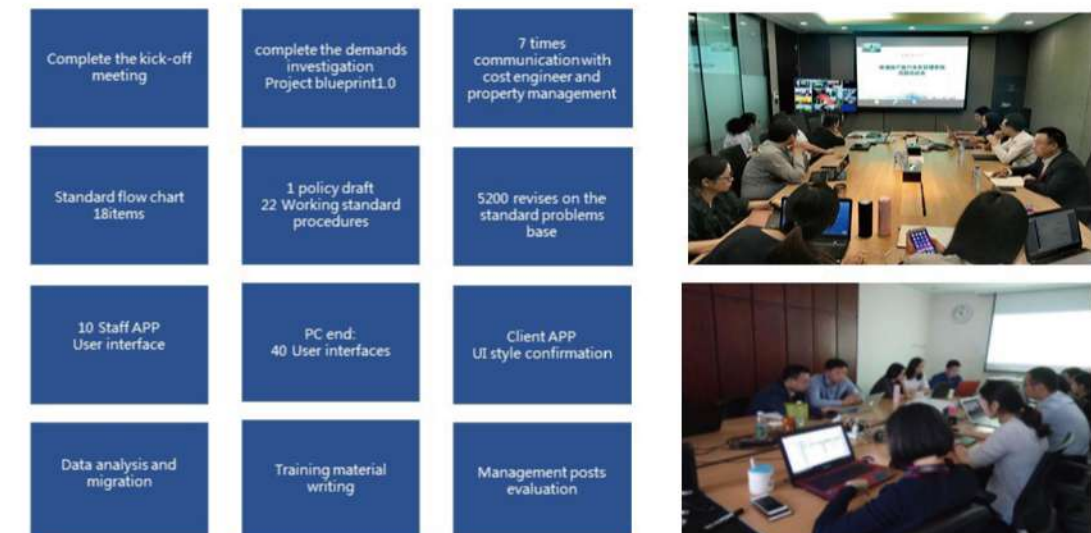 Complete the kick-off
meeting
complete the demands
investigation
Project blueprint1.0
7 times
communication with
cost engineer and
property management
Standard flow chart
18items
1 policy draft
22 Working standard
procedures
5200 revises on the
standard problems
base
10 Staff APP
User interface
PC end:
40 User interfaces
Client APP
UI style confirmation
Data analysis and
migration
Training material
writing
Management posts
evaluation